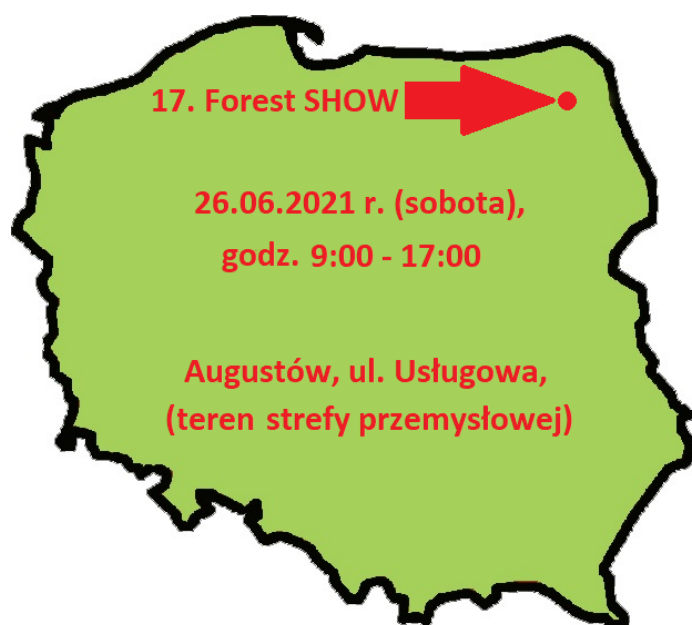 17. Forest SHOW
26.06.2021 r. (sobota),
godz. 9:00 - 17:00
Augustów, ul. Usługowa,
(teren strefy przemysłowej)